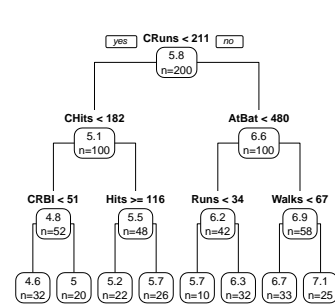 yes CRuns < 211 no
5.8
n=200
CHits < 182 AtBat < 480
5.1 6.6
n=100 n=100
CRBI < 51 Hits >= 116 Runs < 34 Walks < 67
4.8 5.5 6.2 6.9
n=52 n=48 n=42 n=58
4.6 5 5.2 5.7 5.7 6.3 6.7 7.1
n=32 n=20 n=22 n=26 n=10 n=32 n=33 n=25